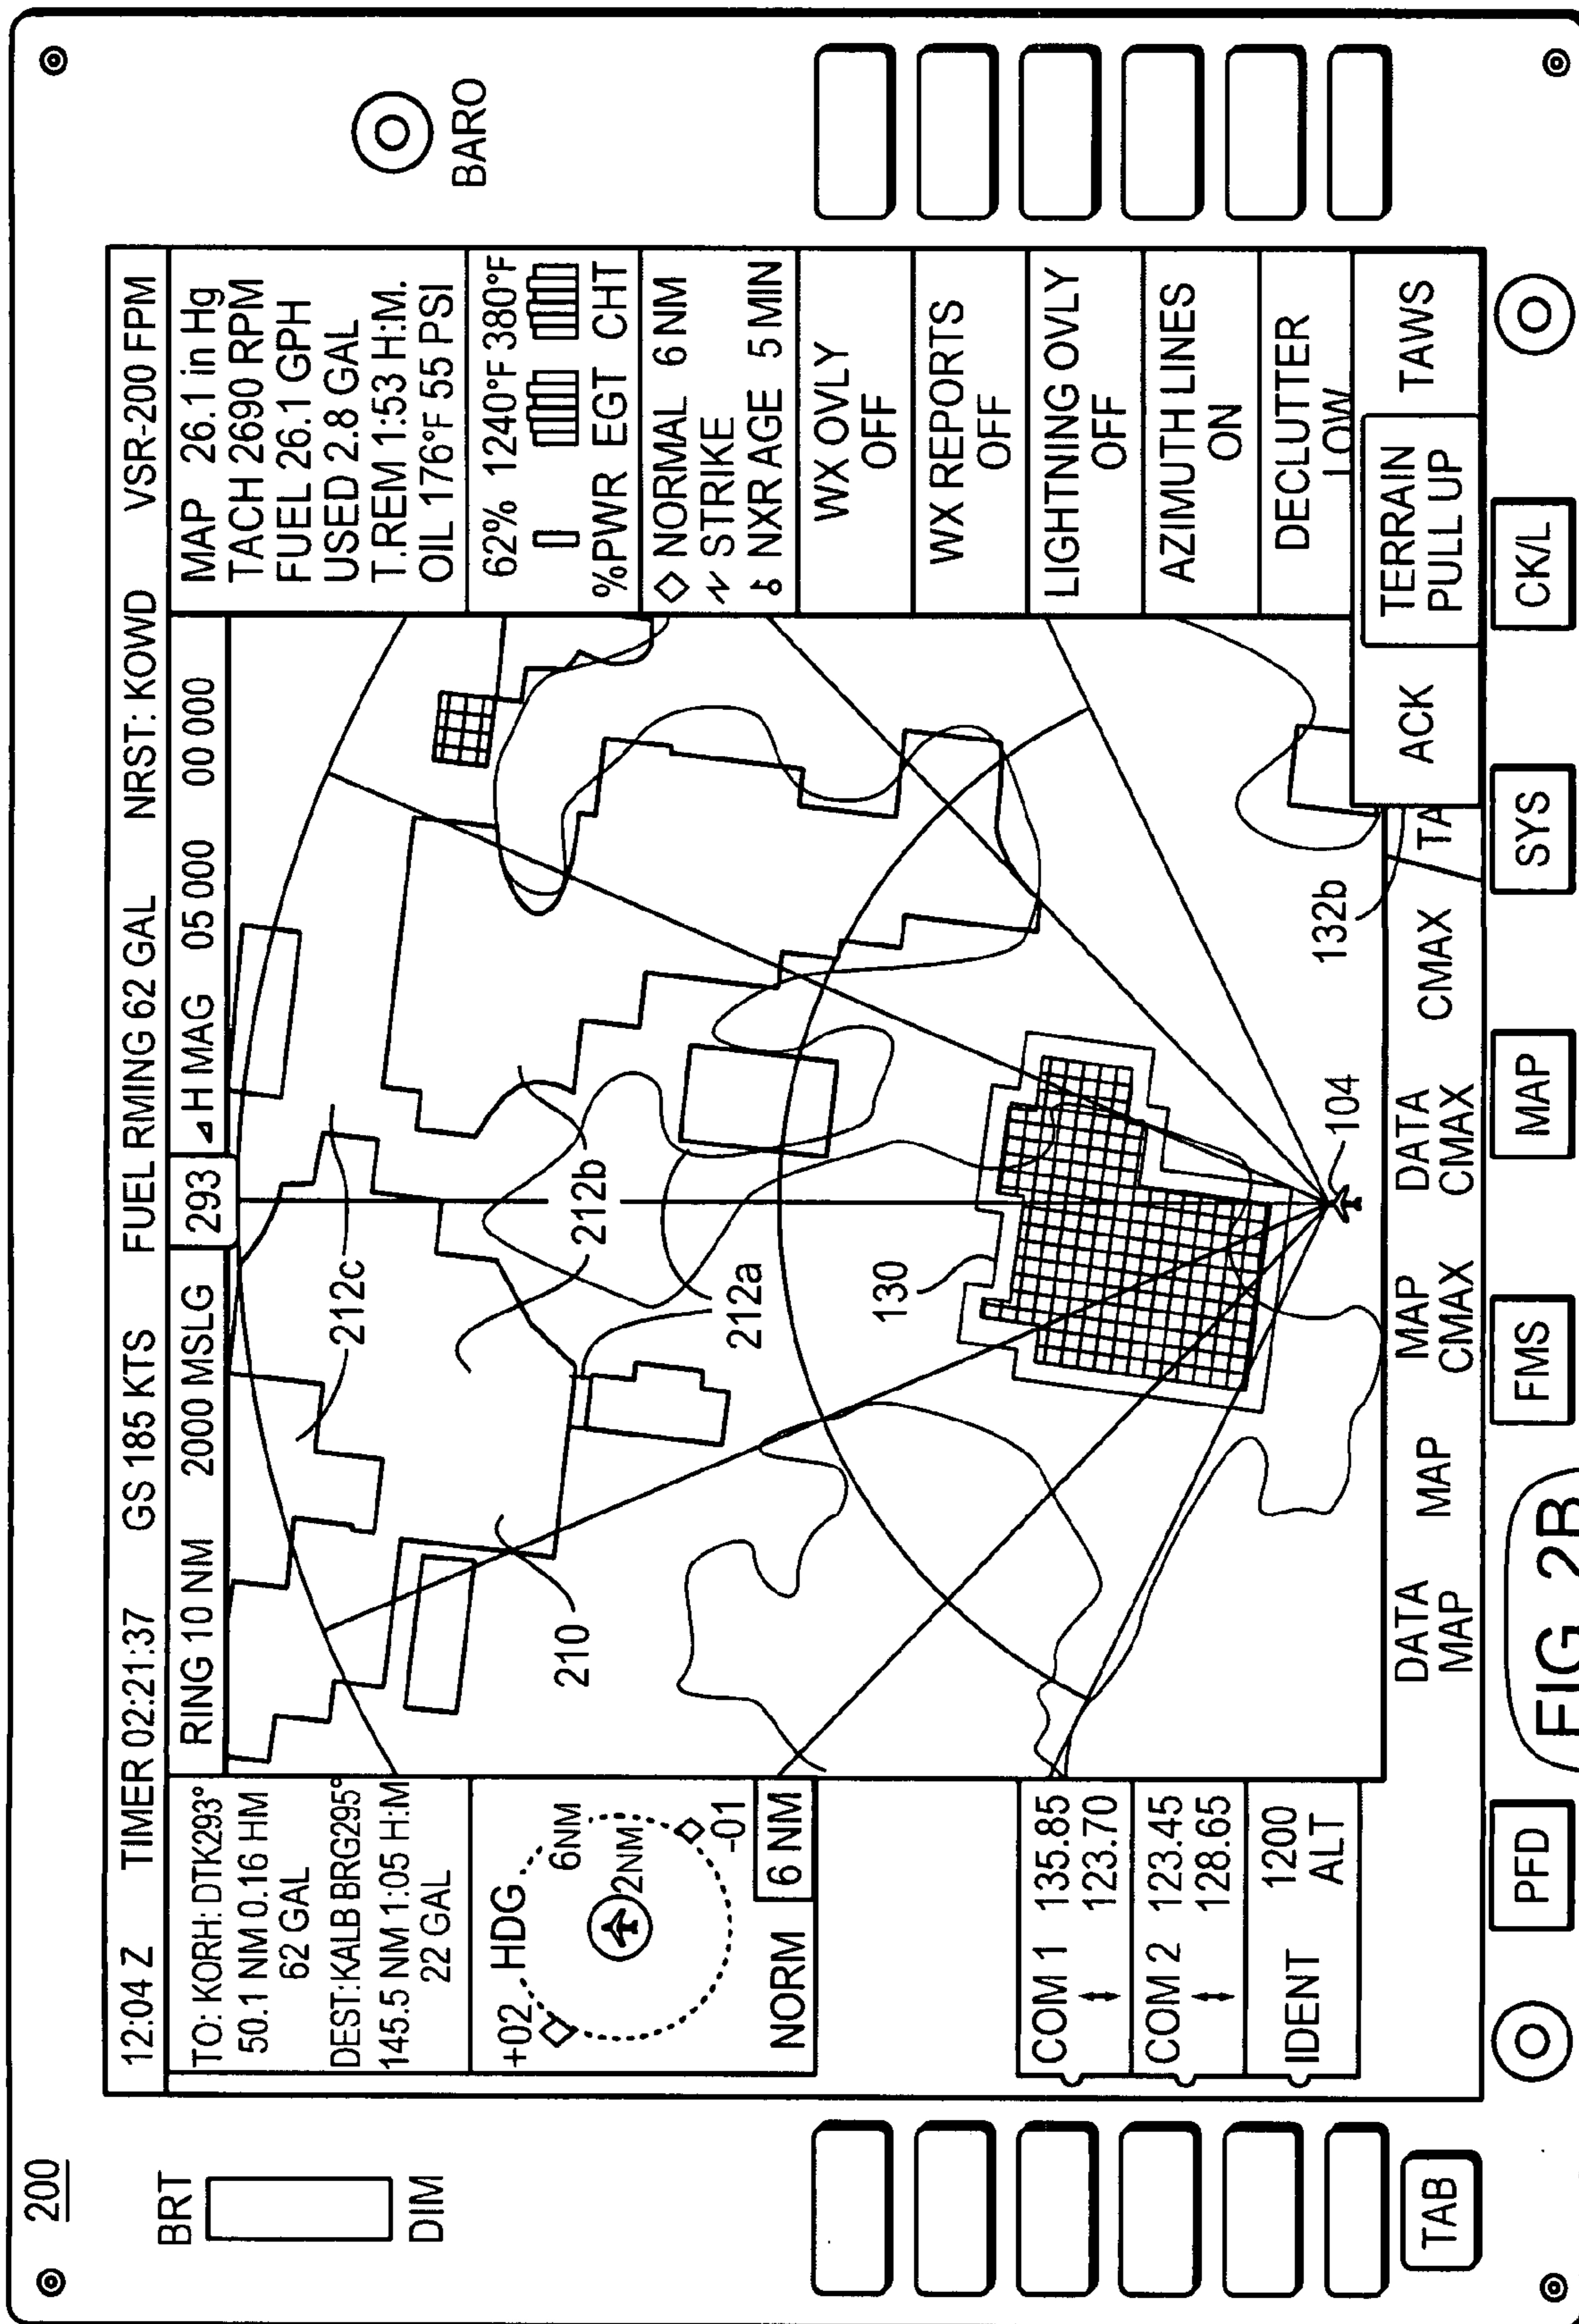 200
BRT
DIM
BARO
12:04 Z TIMER 02:21:37 GS 185 KTS FUEL RMING 62 GAL NRST: KOWD VSR-200 FPM
TO: KORH: DTK293°
50.1 NM 0.16 HM
62 GAL
DEST:KALB BRG295°
145.5 NM 1:05 H:M
22 GAL
+02 HDG
6NM
2NM
-01
NORM 6 NM
COM 1 135.85
123.70
COM 2 123.45
128.65
IDENT 1200
ALT
RING 10 NM 2000 MSLG 293 ⊿H MAG 05 000 00 000
212c
212b
210
212a
130
132b
104
MAP 26.1 in Hg
TACH 2690 RPM
FUEL 26.1 GPH
USED 2.8 GAL
T.REM 1:53 H:M.
OIL 176°F 55 PSI
62% 1240°F 380°F
%PWR EGT CHT
NORMAL 6 NM
STRIKE
NXR AGE 5 MIN
WX OVLY
OFF
WX REPORTS
OFF
LIGHTNING OVLY
OFF
AZIMUTH LINES
ON
DECLUTTER
LOW
DATA
MAP
MAP
MAP
CMAX
DATA
CMAX
CMAX
TA
ACK
TERRAIN
PULL UP
TAWS
TAB
PFD
FMS
MAP
SYS
CK/L
FIG 2B